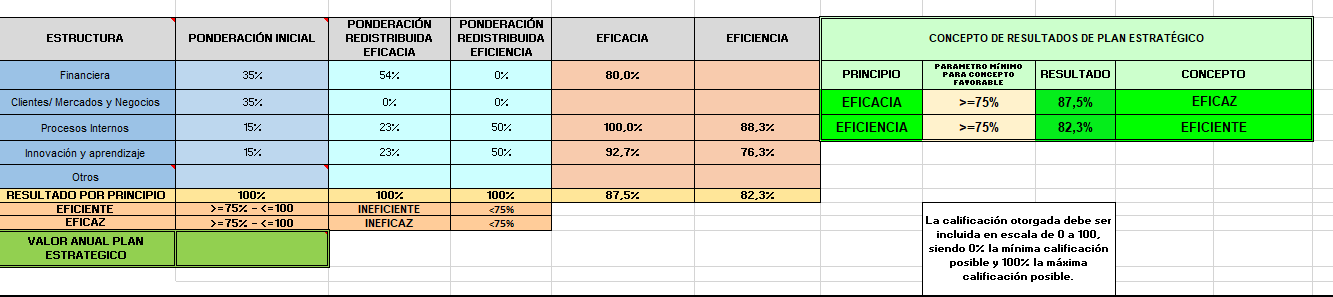 ESTRUCTURA PONDERACIÓN INICIAL PONDERACIÓN REDISTRIBUIDA EFICACIA PONDERACIÓN REDISTRIBUIDA EFICIENCIA EFICACIA EFICIENCIA
Financiera 35% 54% 0% 80,0%
Clientes/ Mercados y Negocios 35% 0% 0%
Procesos Internos 15% 23% 50% 100,0% 88,3%
Innovación y aprendizaje 15% 23% 50% 92,7% 76,3%
Otros
RESULTADO POR PRINCIPIO 100% 100% 100% 87,5% 82,3%
EFICIENTE >=75% - <=100 INEFICIENTE <75%
EFICAZ >=75% - <=100 INEFICAZ <75%
VALOR ANUAL PLAN
ESTRATEGICO
CONCEPTO DE RESULTADOS DE PLAN ESTRATÉGICO
PRINCIPIO PARAMETRO MÍNIMO PARA CONCEPTO FAVORABLE RESULTADO CONCEPTO
EFICACIA >=75% 87,5% EFICAZ
EFICIENCIA >=75% 82,3% EFICIENTE
La calificación otorgada debe ser
incluida en escala de 0 a 100,
siendo 0% la mínima calificación
posible y 100% la máxima
calificación posible.